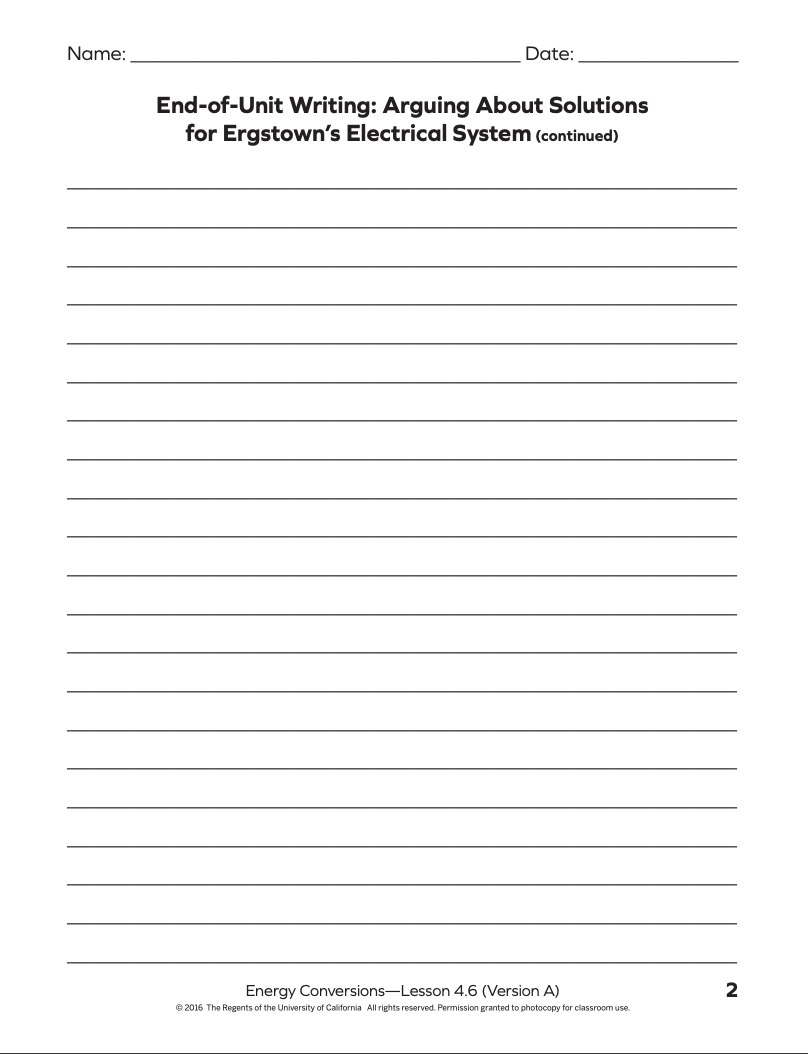 Name: Date:
End-of-Unit Writing: Arguing About Solutions
for Ergstown’s Electrical System (continued)
Energy Conversions—Lesson 4.6 (Version A) 2
© 2016 The Regents of the University of California All rights reserved. Permission granted to photocopy for classroom use.